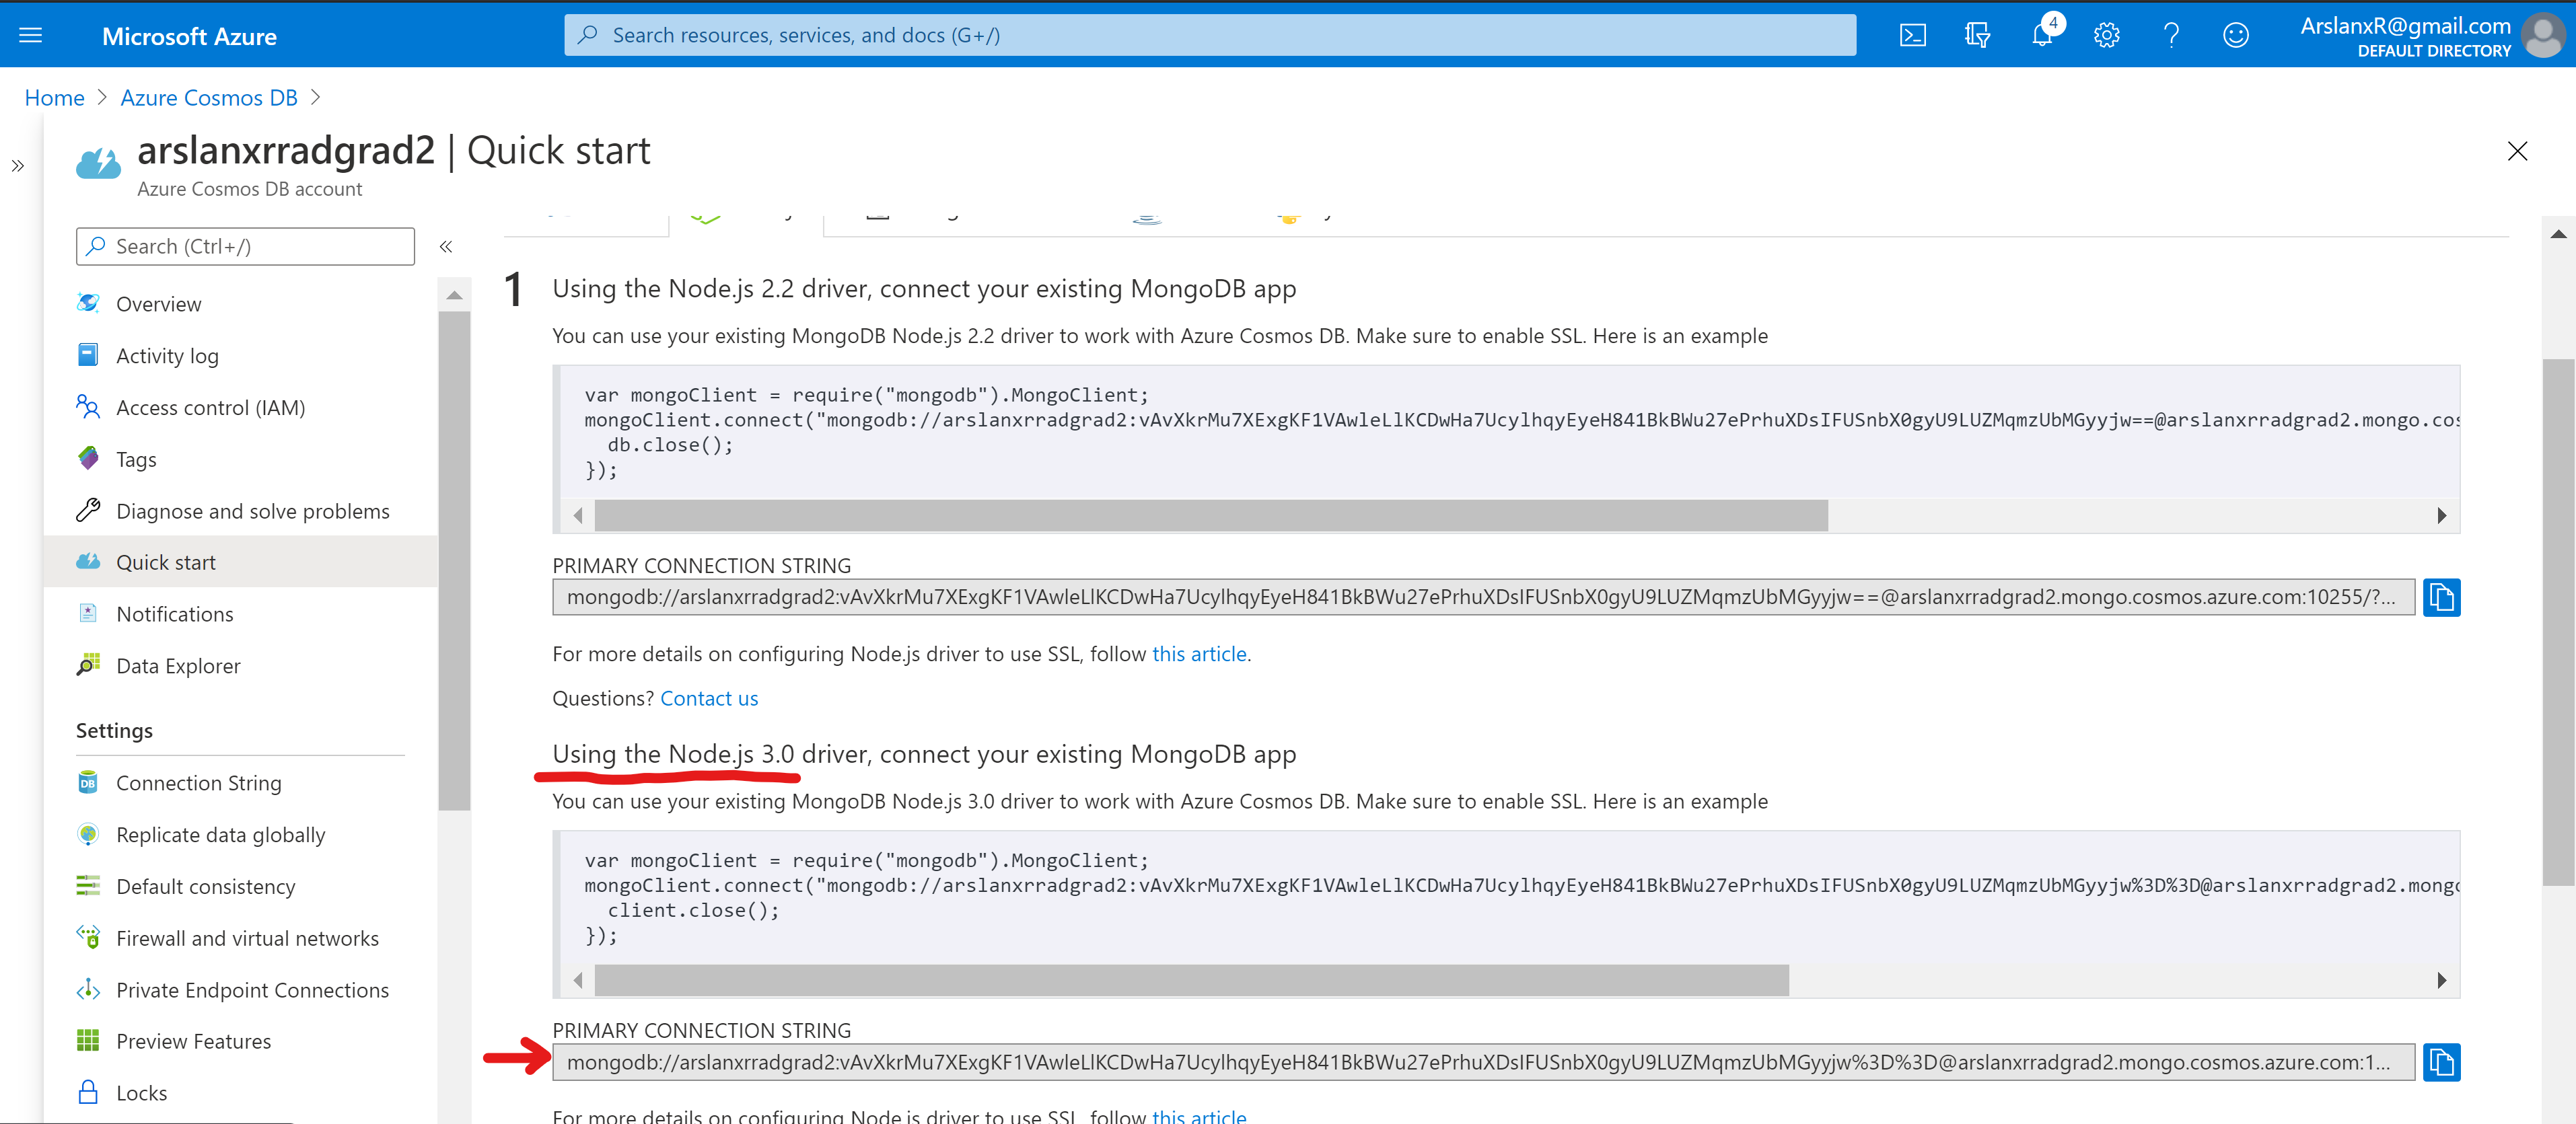 Microsoft Azure
Search resources, services, and docs (G+/)
4
ArslanxR@gmail.com
DEFAULT DIRECTORY
Home > Azure Cosmos DB >
arslanxrradgrad2 | Quick start
Azure Cosmos DB account
Search (Ctrl+/)
Overview
Activity log
Access control (IAM)
Tags
Diagnose and solve problems
Quick start
Notifications
Data Explorer
Settings
Connection String
Replicate data globally
Default consistency
Firewall and virtual networks
Private Endpoint Connections
Preview Features
Locks
1
Using the Node.js 2.2 driver, connect your existing MongoDB app
You can use your existing MongoDB Node.js 2.2 driver to work with Azure Cosmos DB. Make sure to enable SSL. Here is an example
var mongoClient = require("mongodb").MongoClient;
mongoClient.connect("mongodb://arslanxrradgrad2:vAvXkrMu7XExgKF1VAwleLlKCDwHa7UcylhqyEyeH841BkBWu27ePrhuXDsIFUSnbX0gyU9LUZMqmzUbMGyyjw==@arslanxrradgrad2.mongo.cos
db.close();
});
PRIMARY CONNECTION STRING
mongodb://arslanxrradgrad2:vAvXkrMu7XExgKF1VAwleLlKCDwHa7UcylhqyEyeH841BkBWu27ePrhuXDsIFUSnbX0gyU9LUZMqmzUbMGyyjw==@arslanxrradgrad2.mongo.cosmos.azure.com:10255/?...
For more details on configuring Node.js driver to use SSL, follow this article.
Questions? Contact us
Using the Node.js 3.0 driver, connect your existing MongoDB app
You can use your existing MongoDB Node.js 3.0 driver to work with Azure Cosmos DB. Make sure to enable SSL. Here is an example
var mongoClient = require("mongodb").MongoClient;
mongoClient.connect("mongodb://arslanxrradgrad2:vAvXkrMu7XExgKF1VAwleLlKCDwHa7UcylhqyEyeH841BkBWu27ePrhuXDsIFUSnbX0gyU9LUZMqmzUbMGyyjw%3D%3D@arslanxrradgrad2.mongo
client.close();
});
PRIMARY CONNECTION STRING
mongodb://arslanxrradgrad2:vAvXkrMu7XExgKF1VAwleLlKCDwHa7UcylhqyEyeH841BkBWu27ePrhuXDsIFUSnbX0gyU9LUZMqmzUbMGyyjw%3D%3D@arslanxrradgrad2.mongo.cosmos.azure.com:1...
For more details on configuring Node.js driver to use SSL, follow this article